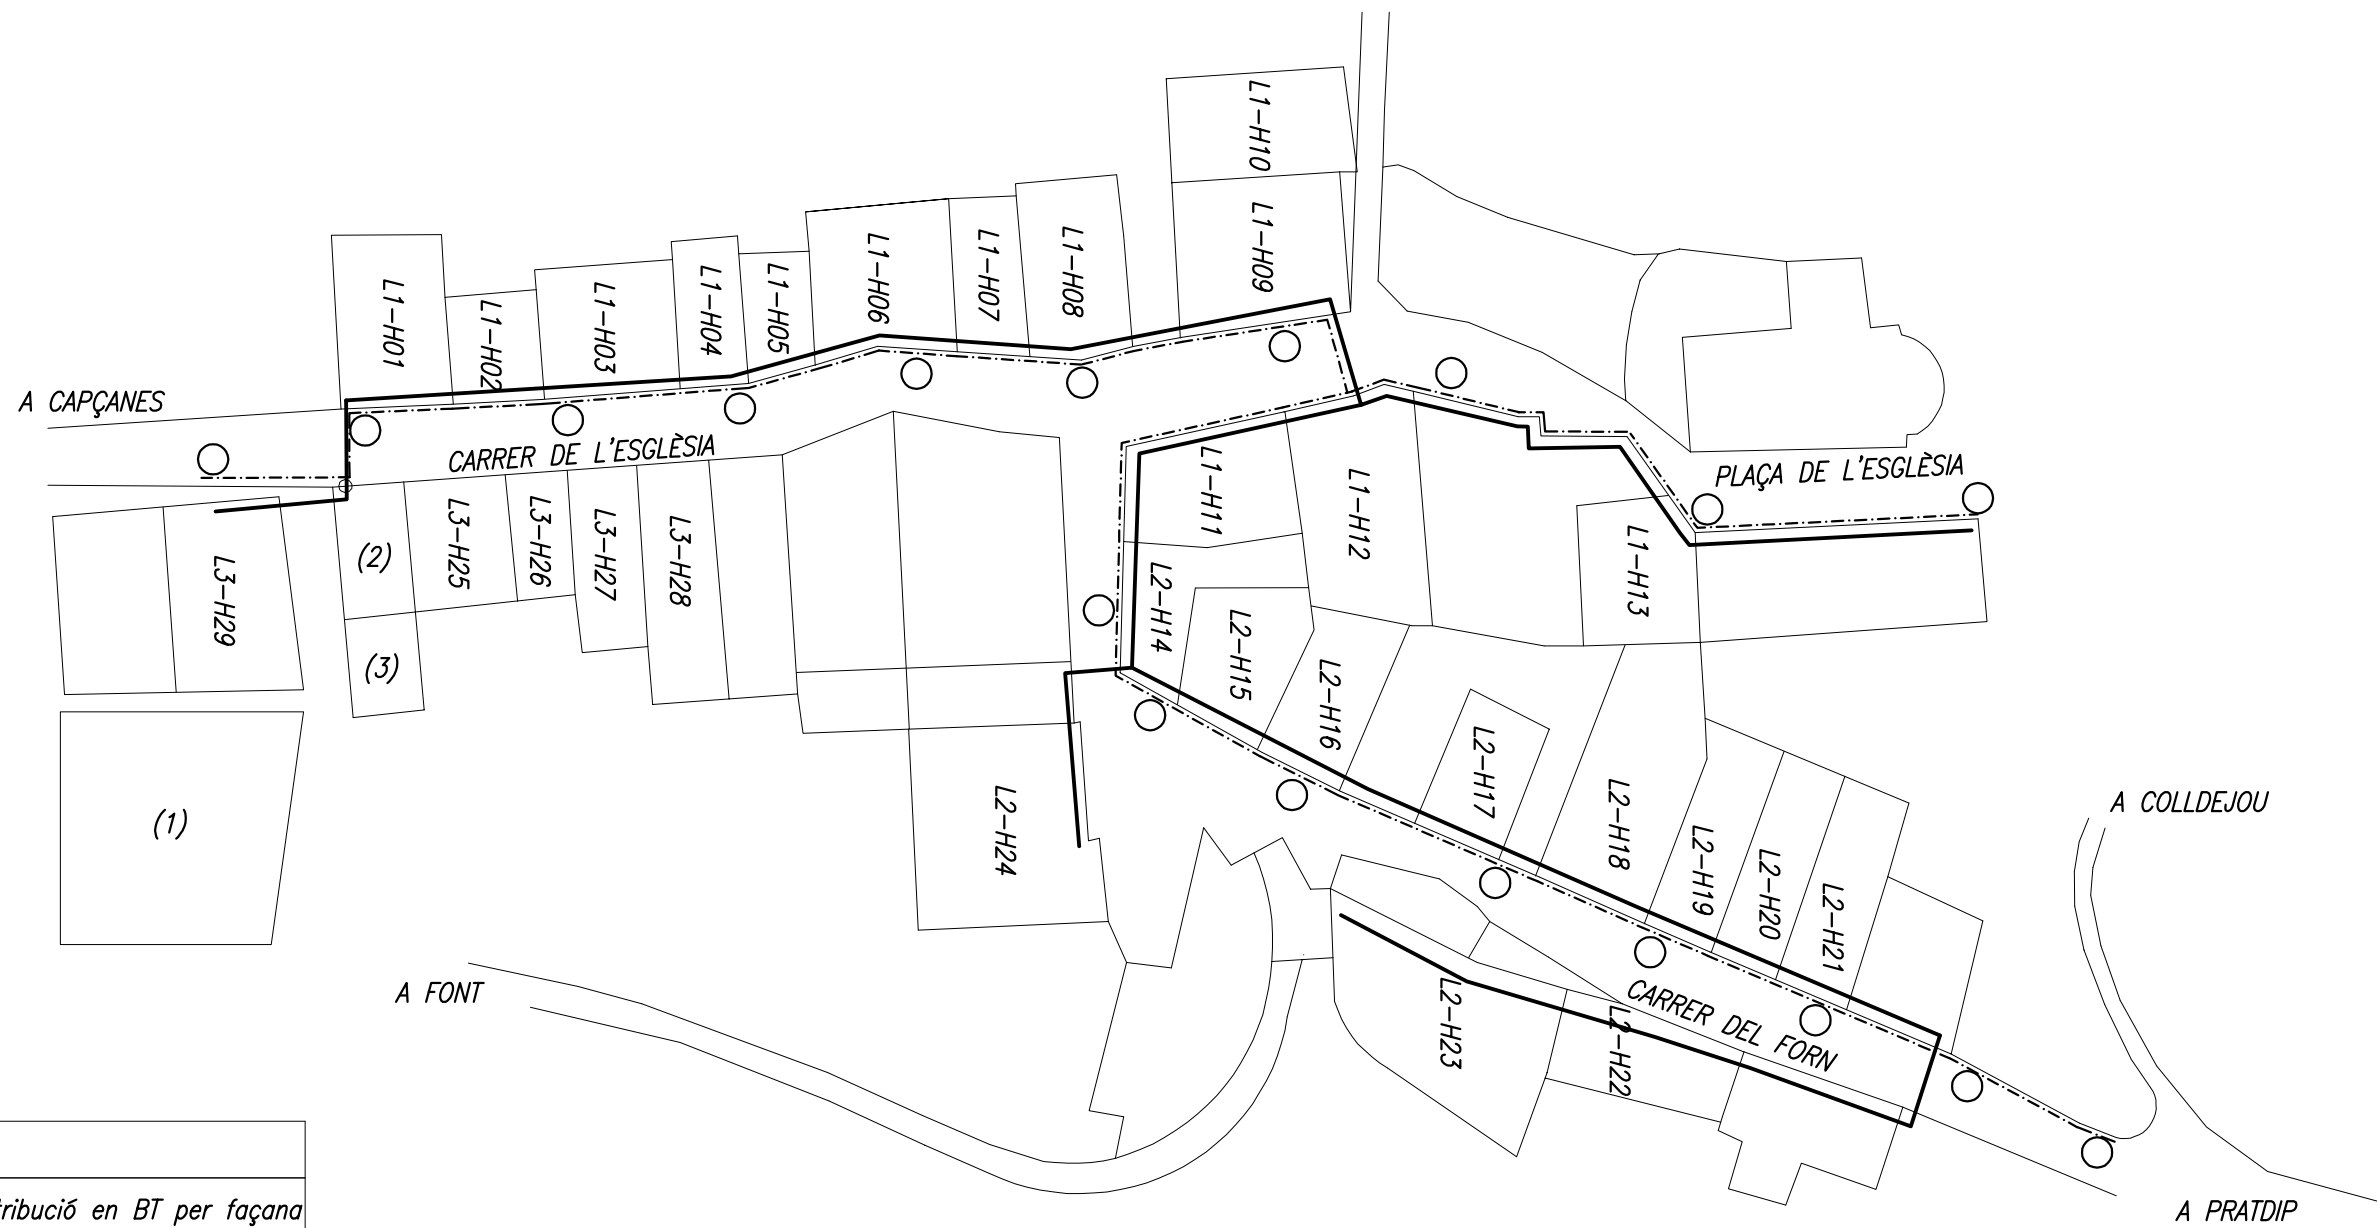 L1-H10
L1-H09
L1-H08
L1-H07
L1-H06
L1-H05
L1-H04
L1-H03
L1-H02
L1-H01
A CAPÇANES
CARRER DE L'ESGLÈSIA
PLAÇA DE L'ESGLÈSIA
L1-H11
L1-H12
L1-H13
L3-H29
(2)
(3)
L3-H25
L3-H26
L3-H27
L3-H28
L2-H14
L2-H15
L2-H16
L2-H17
L2-H18
L2-H19
L2-H20
L2-H21
(1)
L2-H24
A COLLDEJOU
A FONT
L2-H23
L2-H22
CARRER DEL FORN
en BT per façana
A PRATDIP